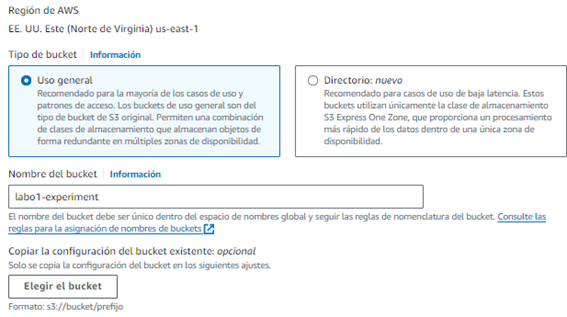 Región de AWS
EE. UU. Este (Norte de Virginia) us-east-1
Tipo de bucket | Información
Uso general
Recomendado para la mayoría de los casos de uso y
patrones de acceso. Los buckets de uso general son del
tipo de bucket de S3 original. Permiten una combinación
de clases de almacenamiento que almacenan objetos de
forma redundante en múltiples zonas de disponibilidad.
Directorio: nuevo
Recomendado para casos de uso de baja latencia. Estos
buckets utilizan únicamente la clase de almacenamiento
S3 Express One Zone, que proporciona un procesamiento
más rápido de los datos dentro de una única zona de
disponibilidad.
Nombre del bucket | Información
labo1-experiment
El nombre del bucket debe ser único dentro del espacio de nombres global y seguir las reglas de nomenclatura del bucket. Consulte las
reglas para la asignación de nombres de buckets
Copiar la configuración del bucket existente: opcional
Solo se copia la configuración del bucket en los siguientes ajustes.
Elegir el bucket
Formato: s3://bucket/prefijo